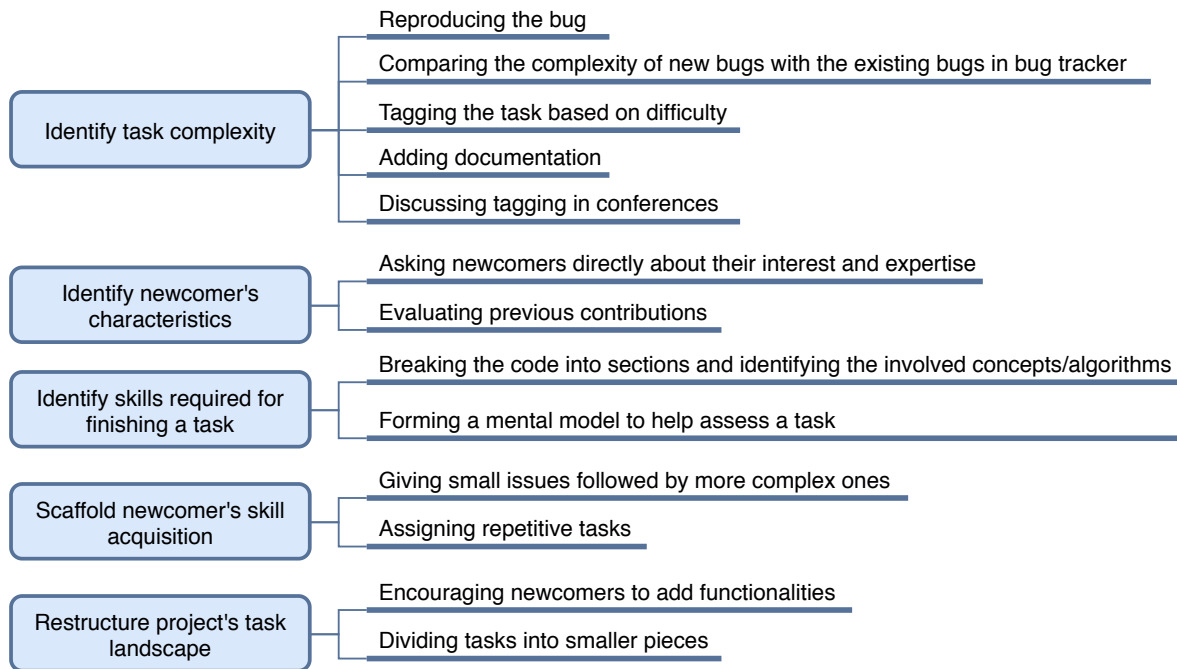 Reproducing the bug
Comparing the complexity of new bugs with the existing bugs in bug tracker
Identify task complexity
Tagging the task based on difficulty
Adding documentation
Discussing tagging in conferences
Identify newcomer's
characteristics
Asking newcomers directly about their interest and expertise
Evaluating previous contributions
Identify skills required for
finishing a task
Breaking the code into sections and identifying the involved concepts/algorithms
Forming a mental model to help assess a task
Scaffold newcomer's skill
acquisition
Giving small issues followed by more complex ones
Assigning repetitive tasks
Restructure project's task
landscape
Encouraging newcomers to add functionalities
Dividing tasks into smaller pieces